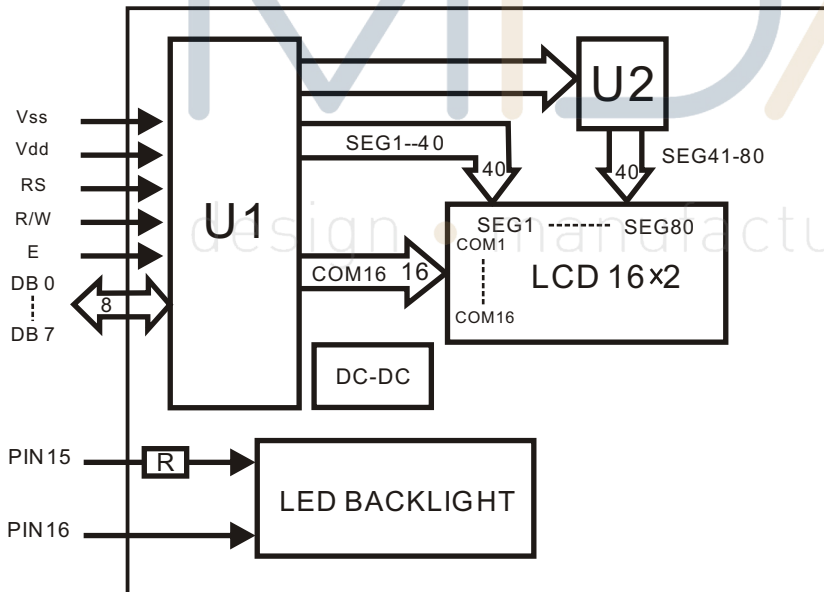 MIDA
U2
Vss
Vdd
RS
R/W
E
DB 0
DB 7
8
U1
SEG1--40
40
40
SEG41-80
COM16 16
SEG1 SEG80
COM1
LCD 16×2
COM16
design • manufactu
DC-DC
PIN15
R
LED BACKLIGHT
PIN16